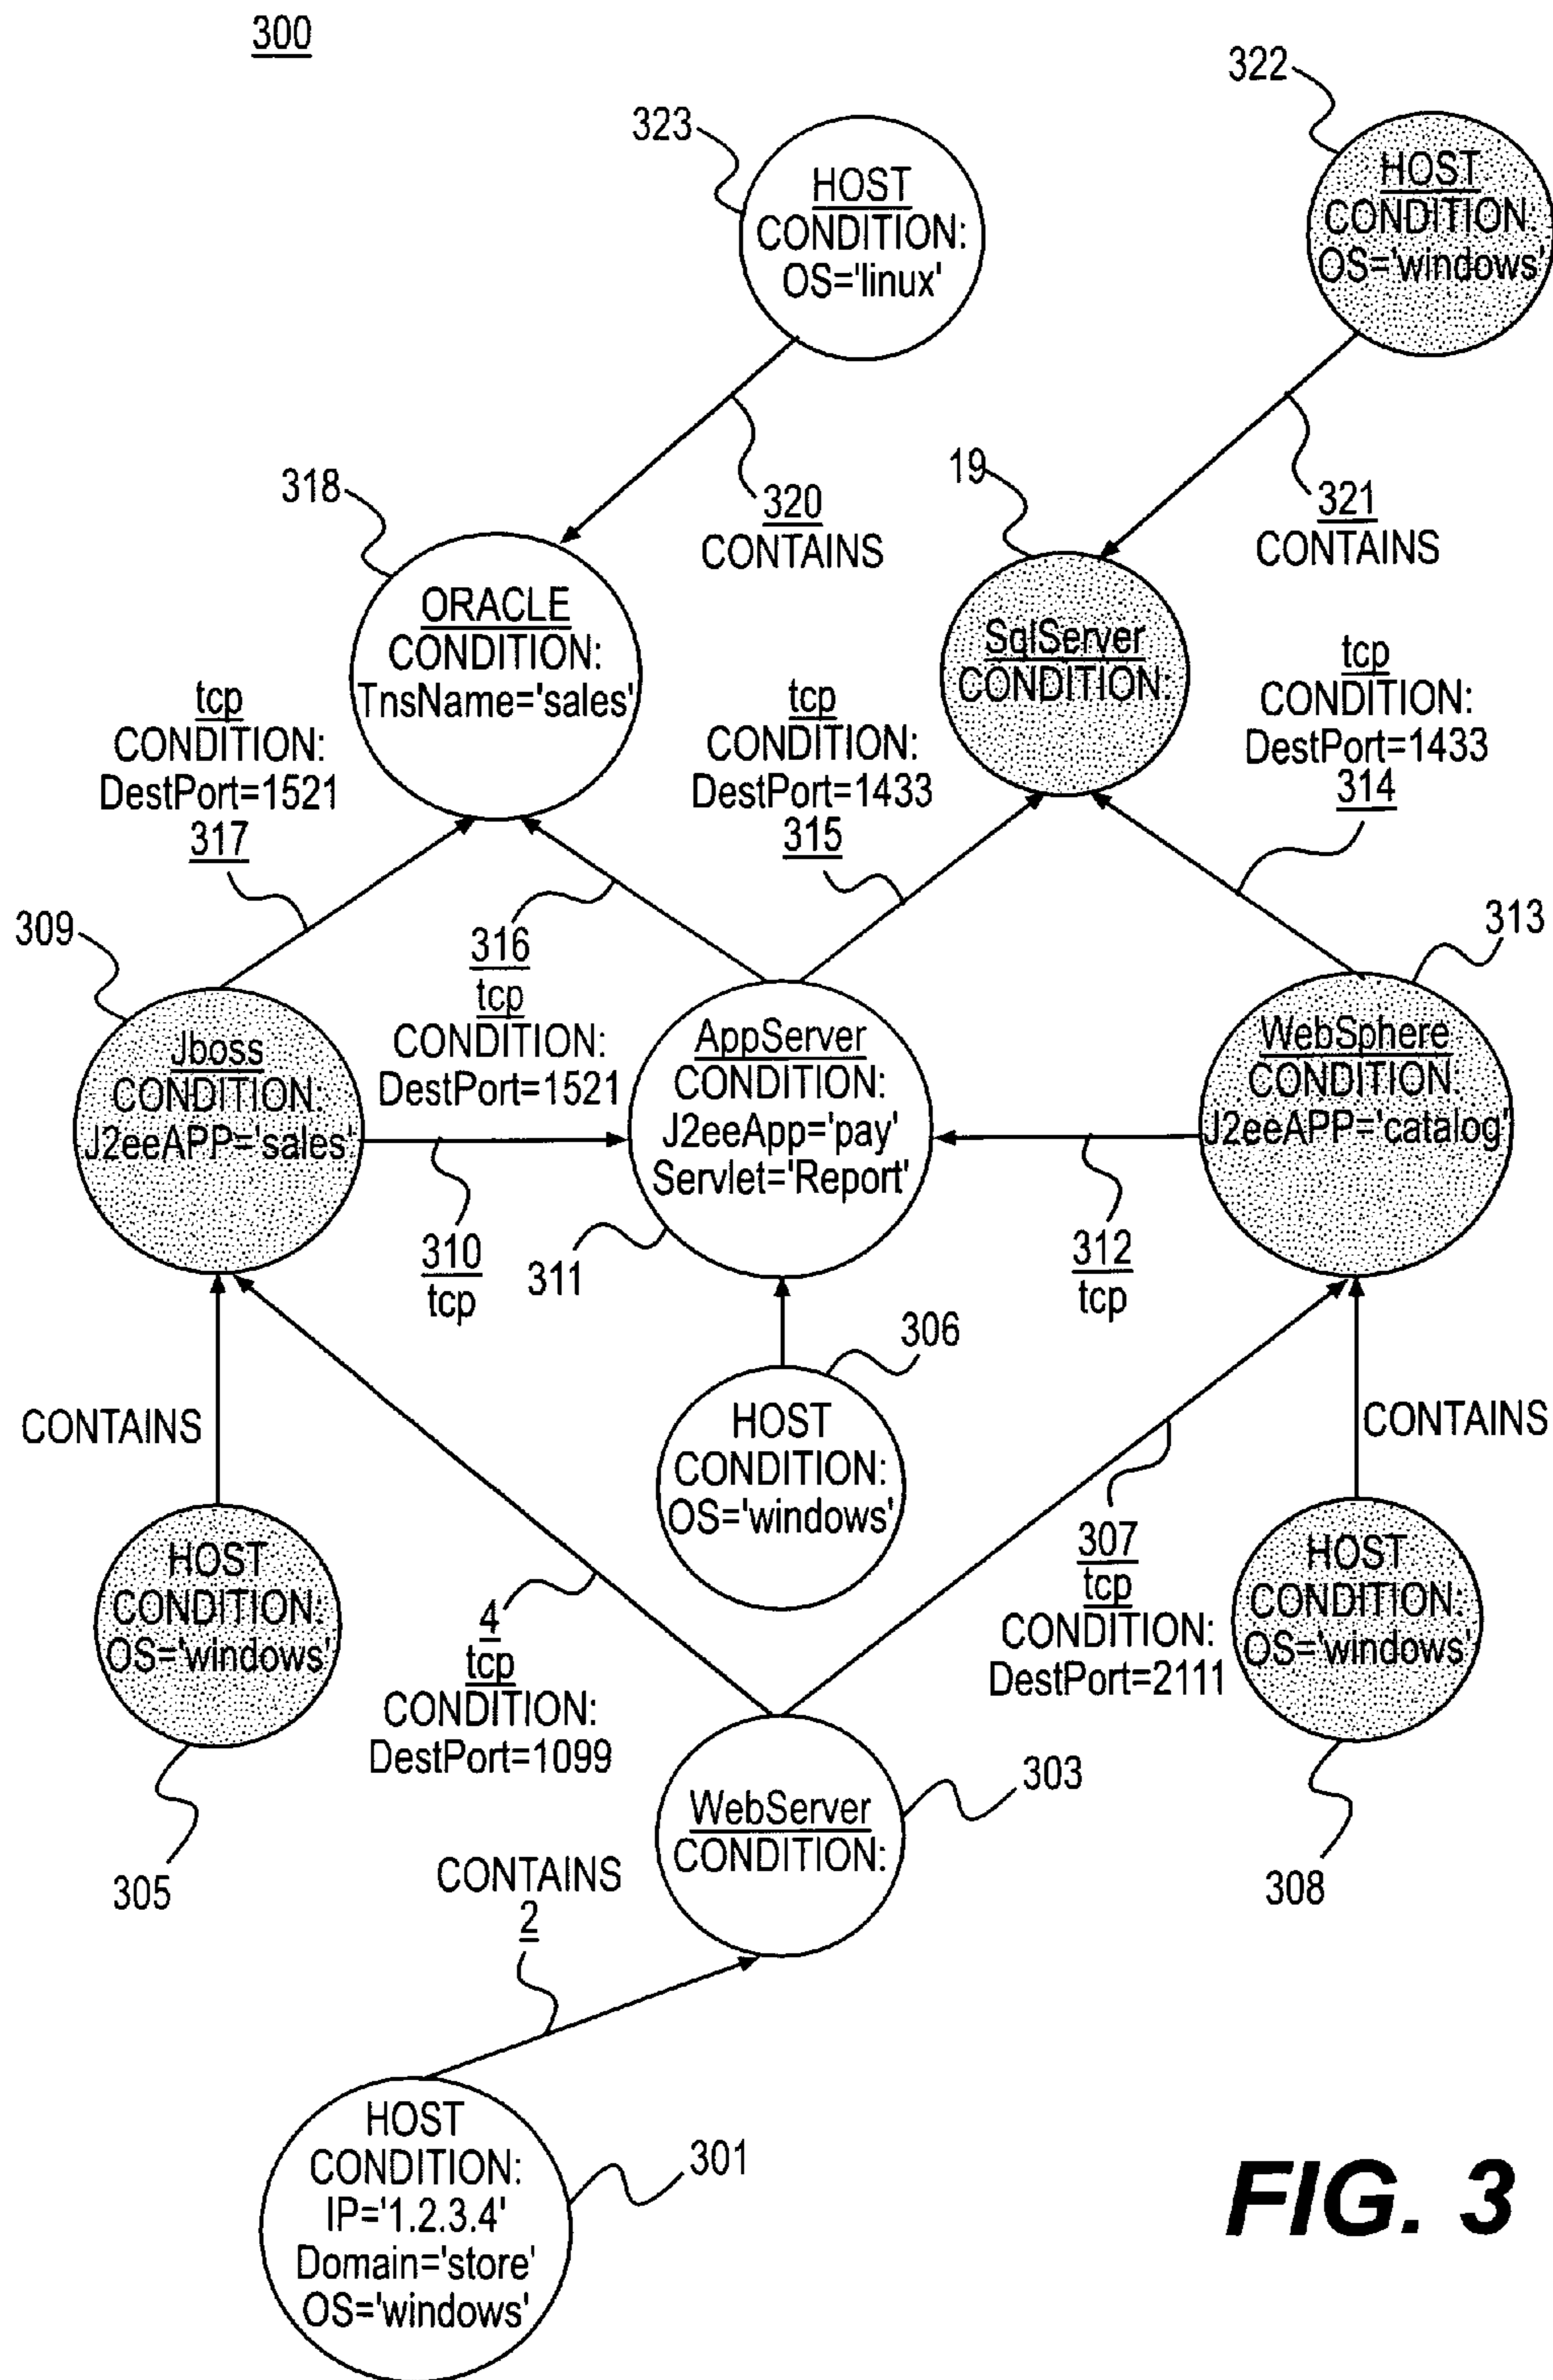 300
322
323
HOST
CONDITION:
OS='linux'
HOST
CONDITION:
OS='windows'
318
19
320
CONTAINS
321
CONTAINS
ORACLE
CONDITION:
TnsName='sales'
SqlServer
CONDITION:
tcp
CONDITION:
DestPort=1521
317
tcp
CONDITION:
DestPort=1433
315
tcp
CONDITION:
DestPort=1433
314
309
316
tcp
CONDITION:
DestPort=1521
313
Jboss
CONDITION:
J2eeAPP='sales'
AppServer
CONDITION:
J2eeApp='pay'
Servlet='Report'
WebSphere
CONDITION:
J2eeAPP='catalog'
310
tcp
311
312
tcp
306
CONTAINS
HOST
CONDITION:
OS='windows'
CONTAINS
HOST
CONDITION:
OS='windows'
4
tcp
CONDITION:
DestPort=1099
307
tcp
CONDITION:
DestPort=2111
HOST
CONDITION:
OS='windows'
305
WebServer
CONDITION:
303
308
CONTAINS
2
HOST
CONDITION:
IP='1.2.3.4'
Domain='store'
OS='windows'
301
FIG. 3